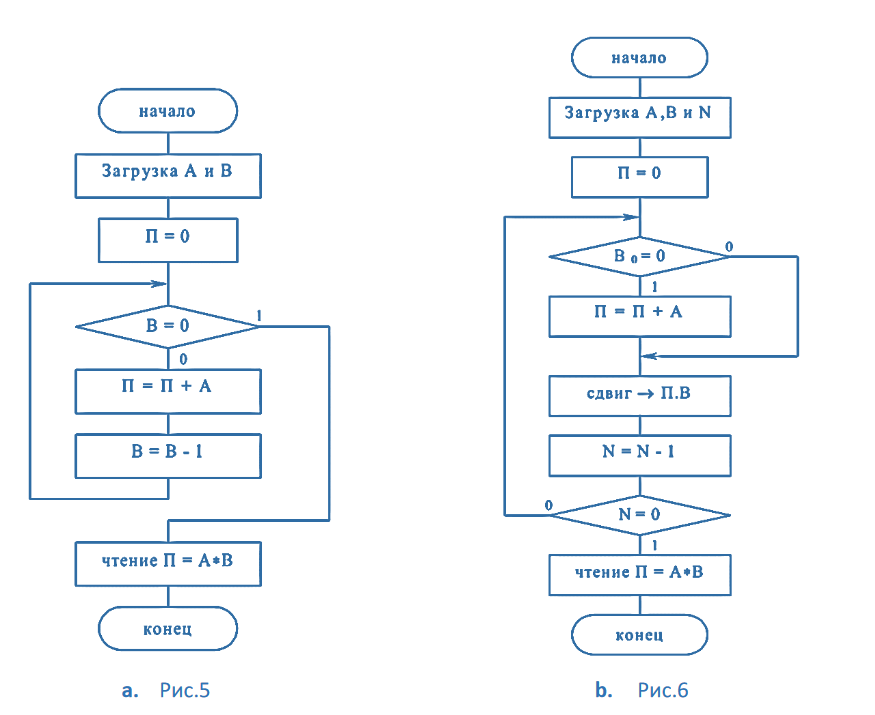 начало
Загрузка А и В
П = 0
В = 0
1
0
П = П + А
В = В - 1
чтение П = А*В
конец
a. Рис.5
начало
Загрузка А,В и N
П = 0
В 0 = 0
0
1
П = П + А
сдвиг → П.В
N = N - 1
0
N = 0
1
чтение П = А*В
конец
b. Рис.6